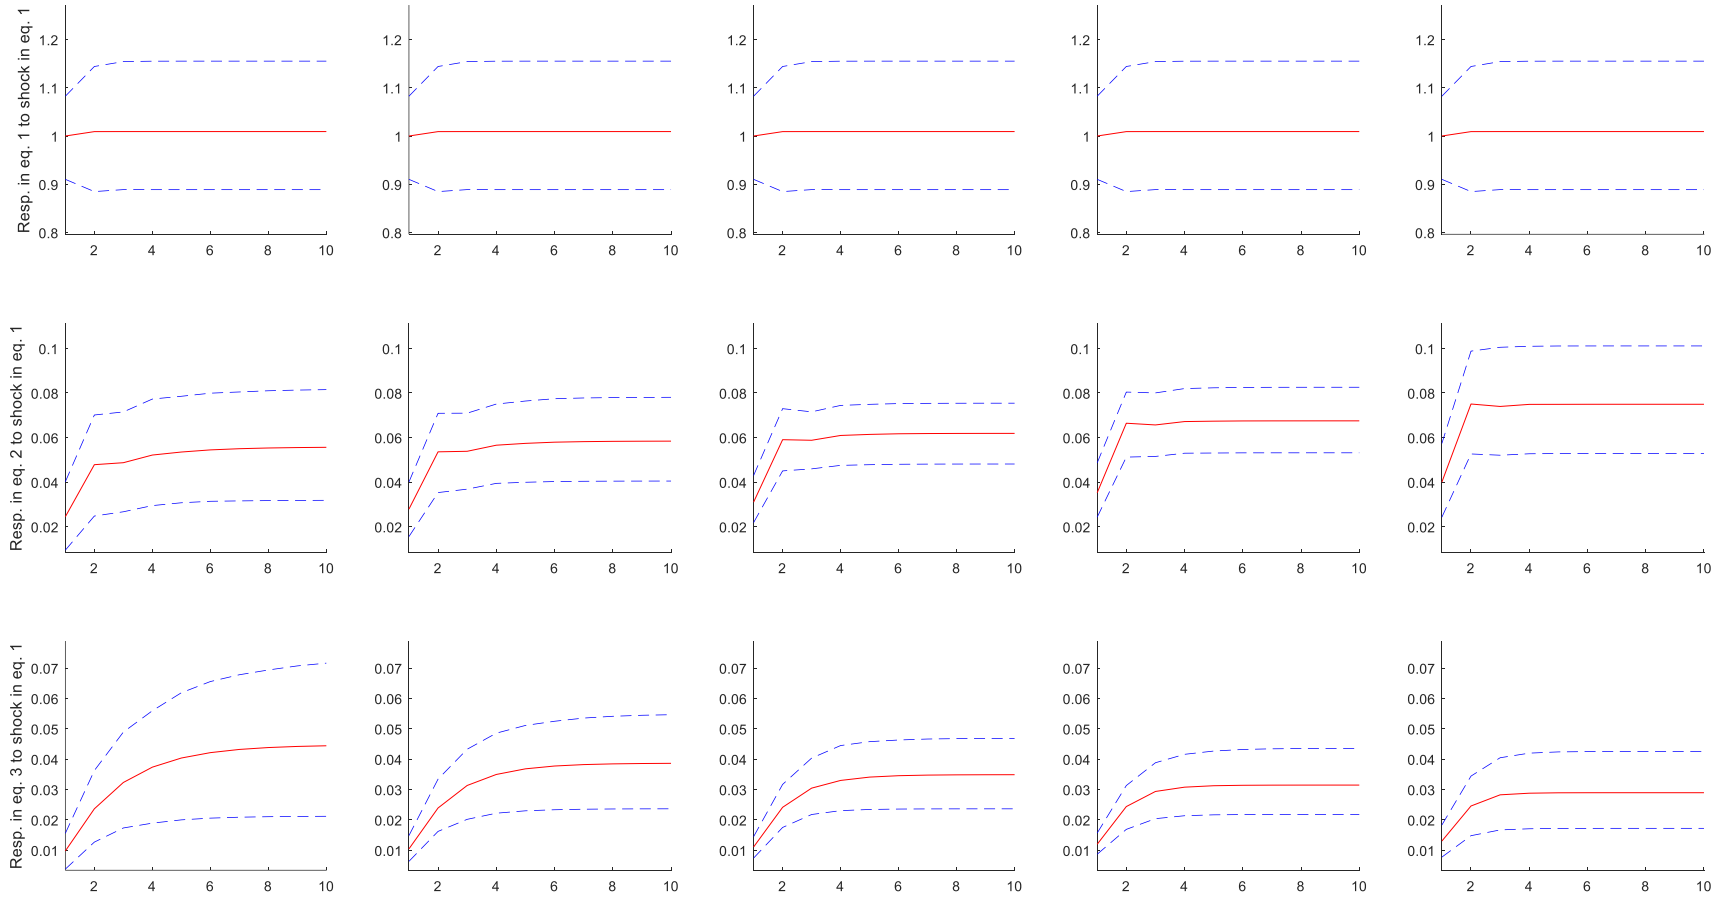 Resp. in eq. 1 to shock in eq. 1
1.2 1.2 1.2 1.2 1.2
1.1 1.1 1.1 1.1 1.1
1 1 1 1 1
0.9 0.9 0.9 0.9 0.9
0.8 0.8 0.8 0.8 0.8
2 4 6 8 10 2 4 6 8 10 2 4 6 8 10 2 4 6 8 10 2 4 6 8 10
Resp. in eq. 2 to shock in eq. 1
0.1 0.1 0.1 0.1 0.1
0.08 0.08 0.08 0.08 0.08
0.06 0.06 0.06 0.06 0.06
0.04 0.04 0.04 0.04 0.04
0.02 0.02 0.02 0.02 0.02
2 4 6 8 10 2 4 6 8 10 2 4 6 8 10 2 4 6 8 10 2 4 6 8 10
Resp. in eq. 3 to shock in eq. 1
0.07 0.07 0.07 0.07 0.07
0.06 0.06 0.06 0.06 0.06
0.05 0.05 0.05 0.05 0.05
0.04 0.04 0.04 0.04 0.04
0.03 0.03 0.03 0.03 0.03
0.02 0.02 0.02 0.02 0.02
0.01 0.01 0.01 0.01 0.01
2 4 6 8 10 2 4 6 8 10 2 4 6 8 10 2 4 6 8 10 2 4 6 8 10